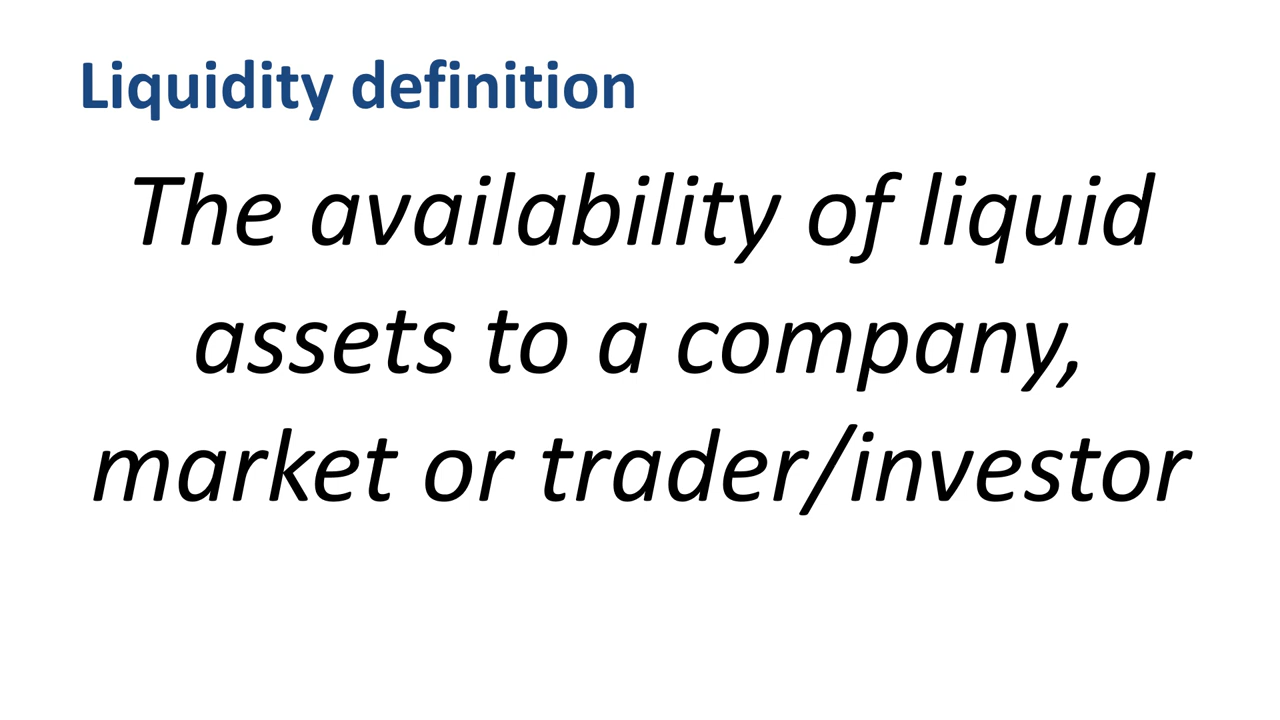 Liquidity definition
The availability of liquid
assets to a company,
market or trader/investor